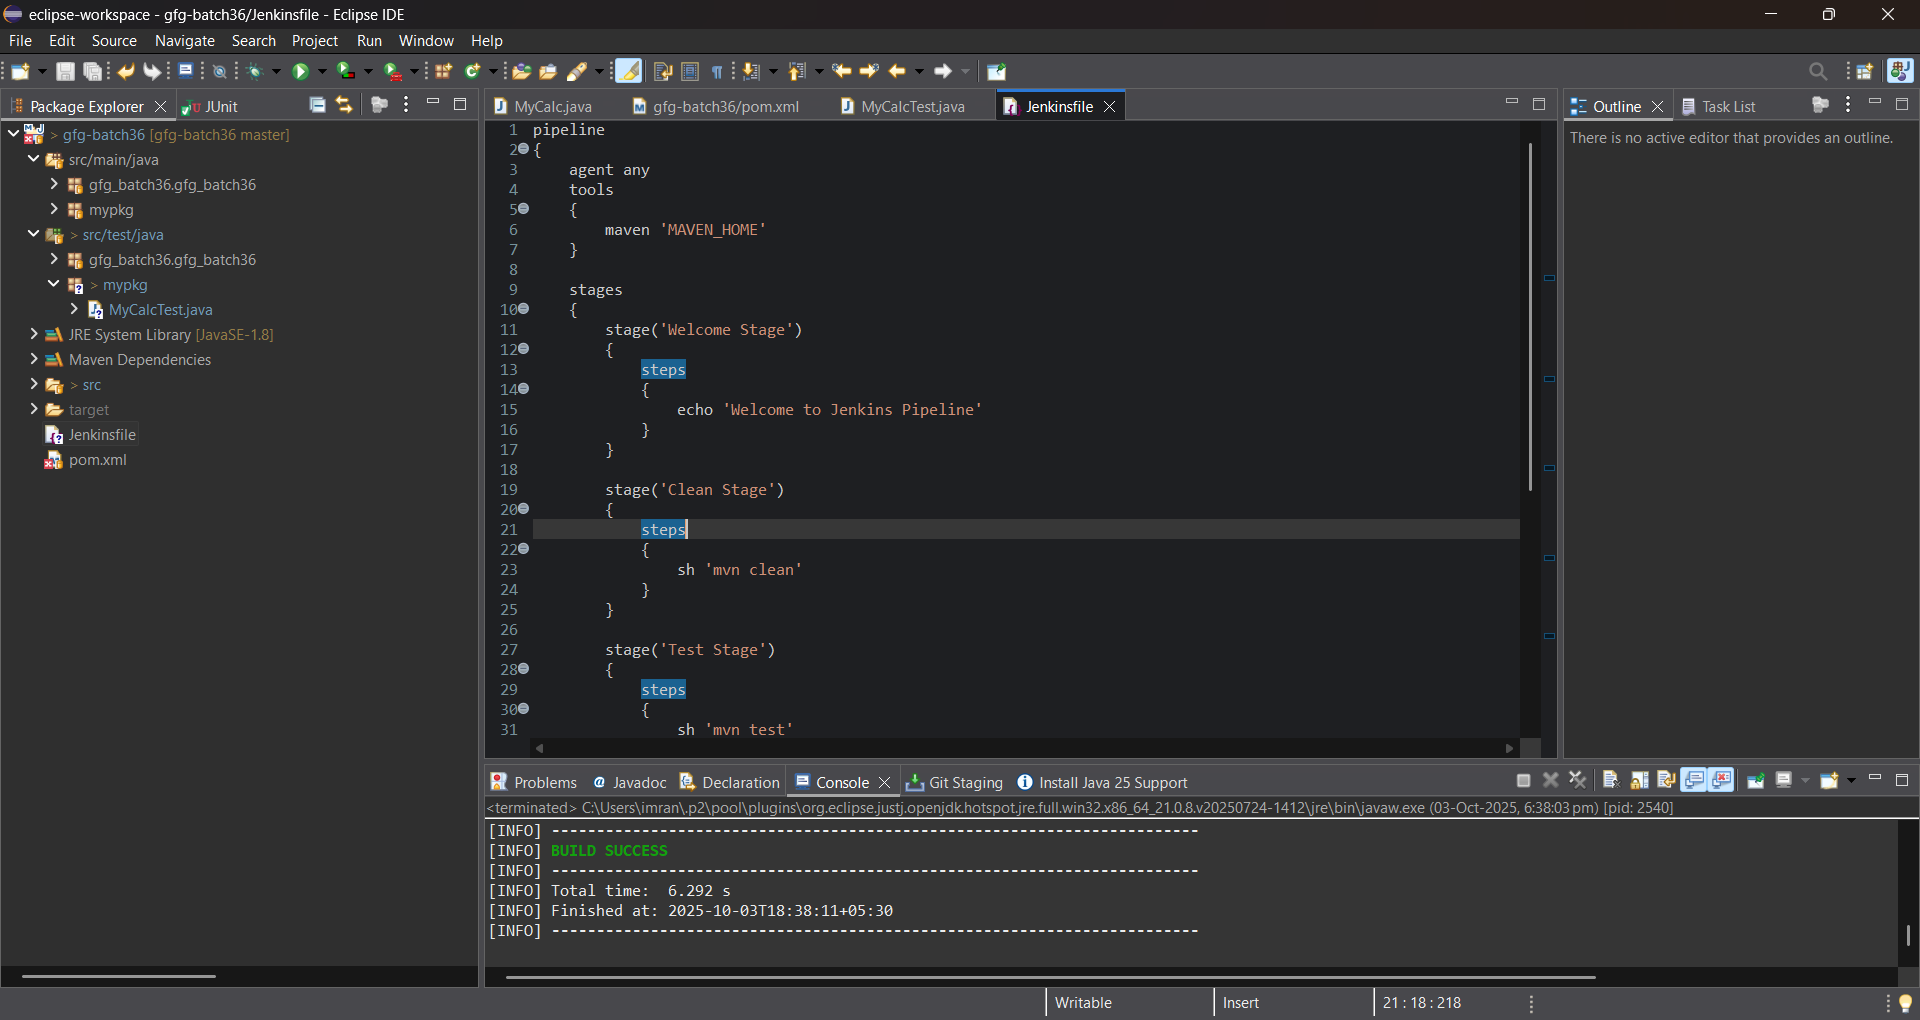 eclipse-workspace - gfg-batch36/Jenkinsfile - Eclipse IDE
File Edit Source Navigate Search Project Run Window Help
Package Explorer JUnit
> gfg-batch36 [gfg-batch36 master]
src/main/java
gfg_batch36.gfg_batch36
mypkg
> src/test/java
gfg_batch36.gfg_batch36
> mypkg
MyCalcTest.java
JRE System Library [JavaSE-1.8]
Maven Dependencies
> src
target
Jenkinsfile
pom.xml
MyCalc.java gfg-batch36/pom.xml MyCalcTest.java Jenkinsfile
1 pipeline
2 {
3 agent any
4 tools
5 {
6 maven 'MAVEN_HOME'
7 }
8
9 stages
10 {
11 stage('Welcome Stage')
12 {
13 steps
14 {
15 echo 'Welcome to Jenkins Pipeline'
16 }
17 }
18
19 stage('Clean Stage')
20 {
21 steps
22 {
23 sh 'mvn clean'
24 }
25 }
26
27 stage('Test Stage')
28 {
29 steps
30 {
31 sh 'mvn test'
Outline Task List
There is no active editor that provides an outline.
Problems @ Javadoc Declaration Console Git Staging Install Java 25 Support
<terminated> C:\Users\imran\.p2\pool\plugins\org.eclipse.justj.openjdk.hotspot.jre.full.win32.x86_64_21.0.8.v20250724-1412\jre\bin\javaw.exe (03-Oct-2025, 6:38:03 pm) [pid: 2540]
[INFO] ------------------------------------------------------------------------
[INFO] BUILD SUCCESS
[INFO] ------------------------------------------------------------------------
[INFO] Total time:  6.292 s
[INFO] Finished at: 2025-10-03T18:38:11+05:30
[INFO] ------------------------------------------------------------------------
Writable Insert 21 : 18 : 218